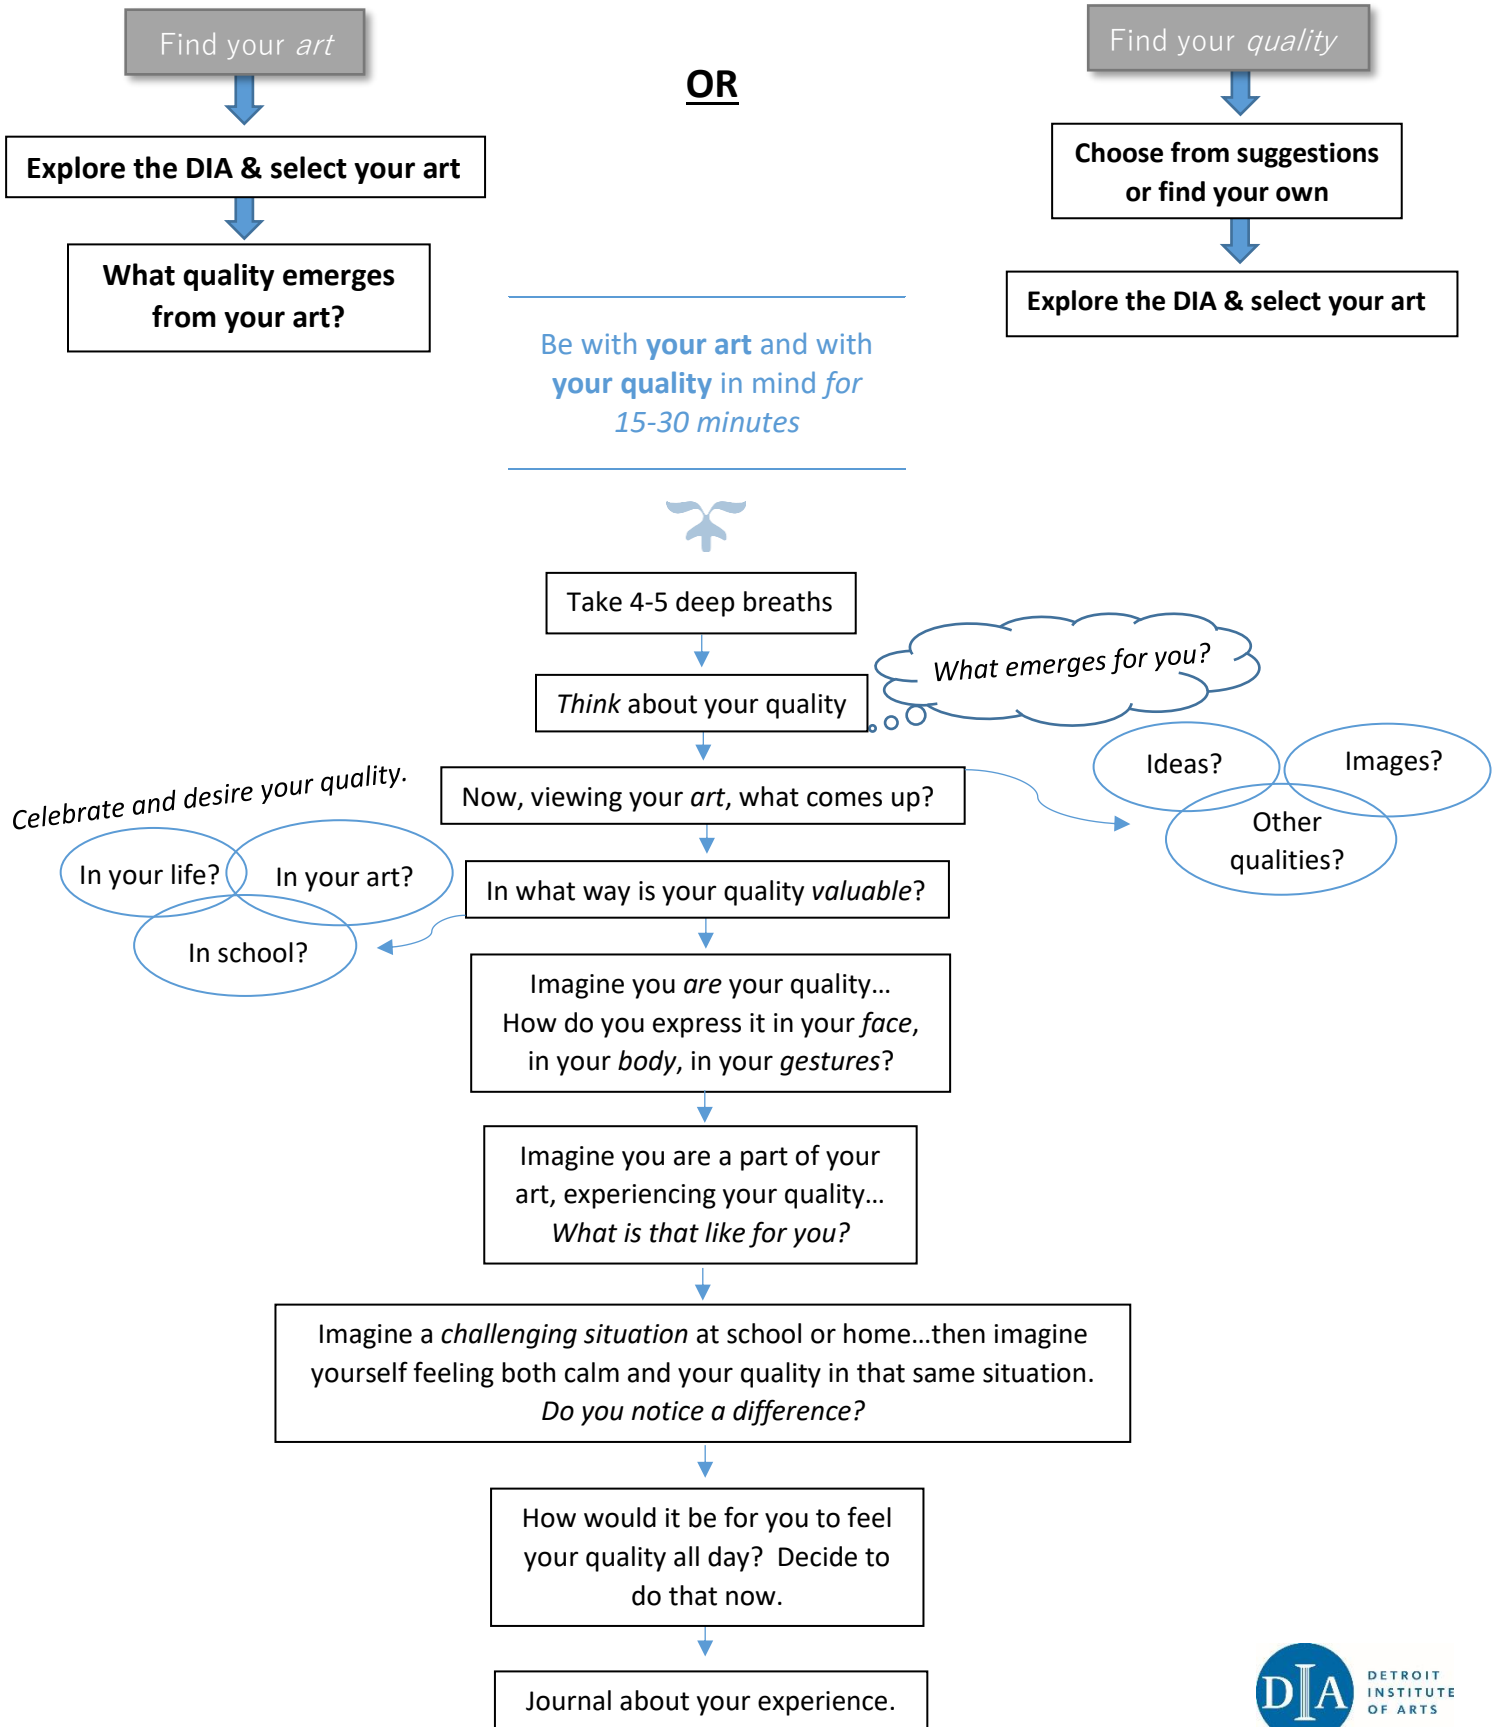 Find your art
Explore the DIA & select your art
What quality emerges
from your art?
OR
Find your quality
Choose from suggestions
or find your own
Explore the DIA & select your art
Be with your art and with
your quality in mind for
15-30 minutes
Take 4-5 deep breaths
Think about your quality
What emerges for you?
Now, viewing your art, what comes up?
Ideas?
Images?
Other
qualities?
In what way is your quality valuable?
Celebrate and desire your quality.
In your life?
In your art?
In school?
Imagine you are your quality…
How do you express it in your face,
in your body, in your gestures?
Imagine you are a part of your
art, experiencing your quality…
What is that like for you?
Imagine a challenging situation at school or home…then imagine
yourself feeling both calm and your quality in that same situation.
Do you notice a difference?
How would it be for you to feel
your quality all day?  Decide to
do that now.
Journal about your experience.
DIA
DETROIT
INSTITUTE
OF ARTS